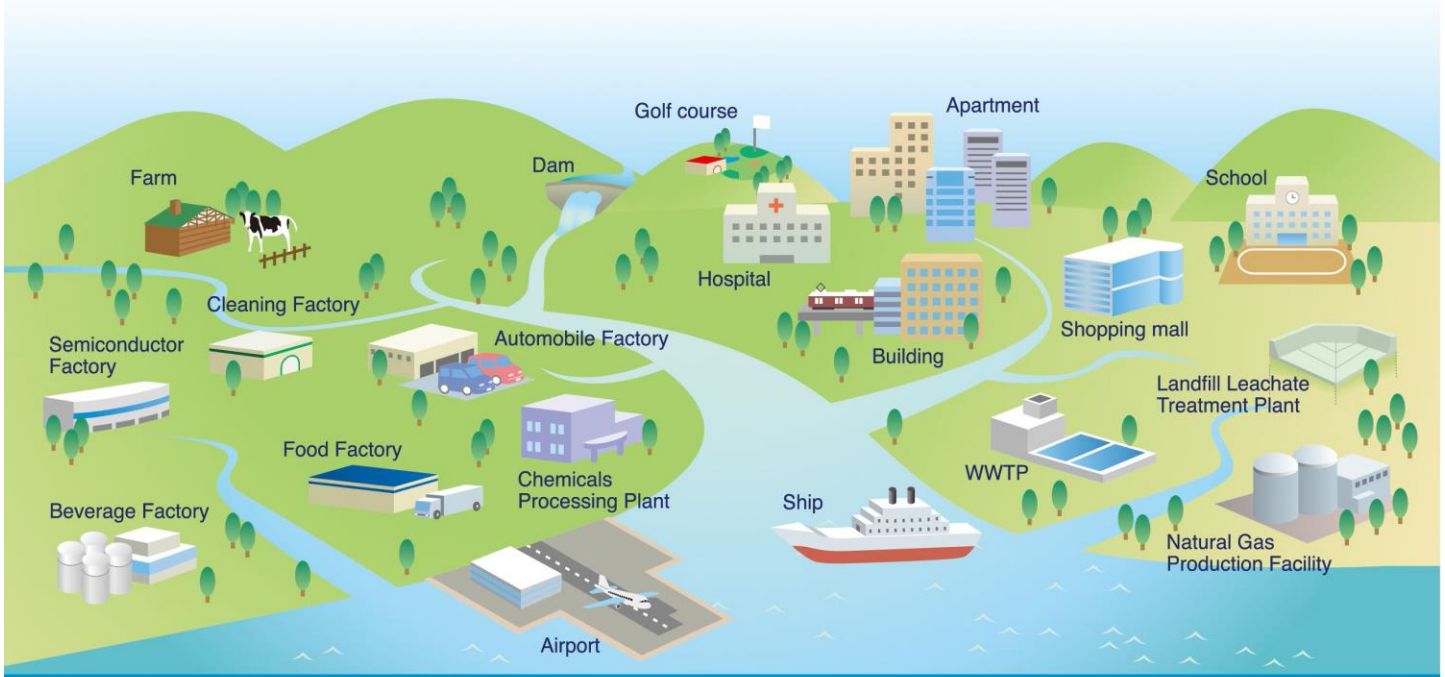 Golf course
Apartment
Dam
Farm
School
Hospital
Cleaning Factory
Shopping mall
Semiconductor
Factory
Automobile Factory
Building
Landfill Leachate
Treatment Plant
Food Factory
Chemicals
Processing Plant
WWTP
Beverage Factory
Ship
Natural Gas
Production Facility
Airport